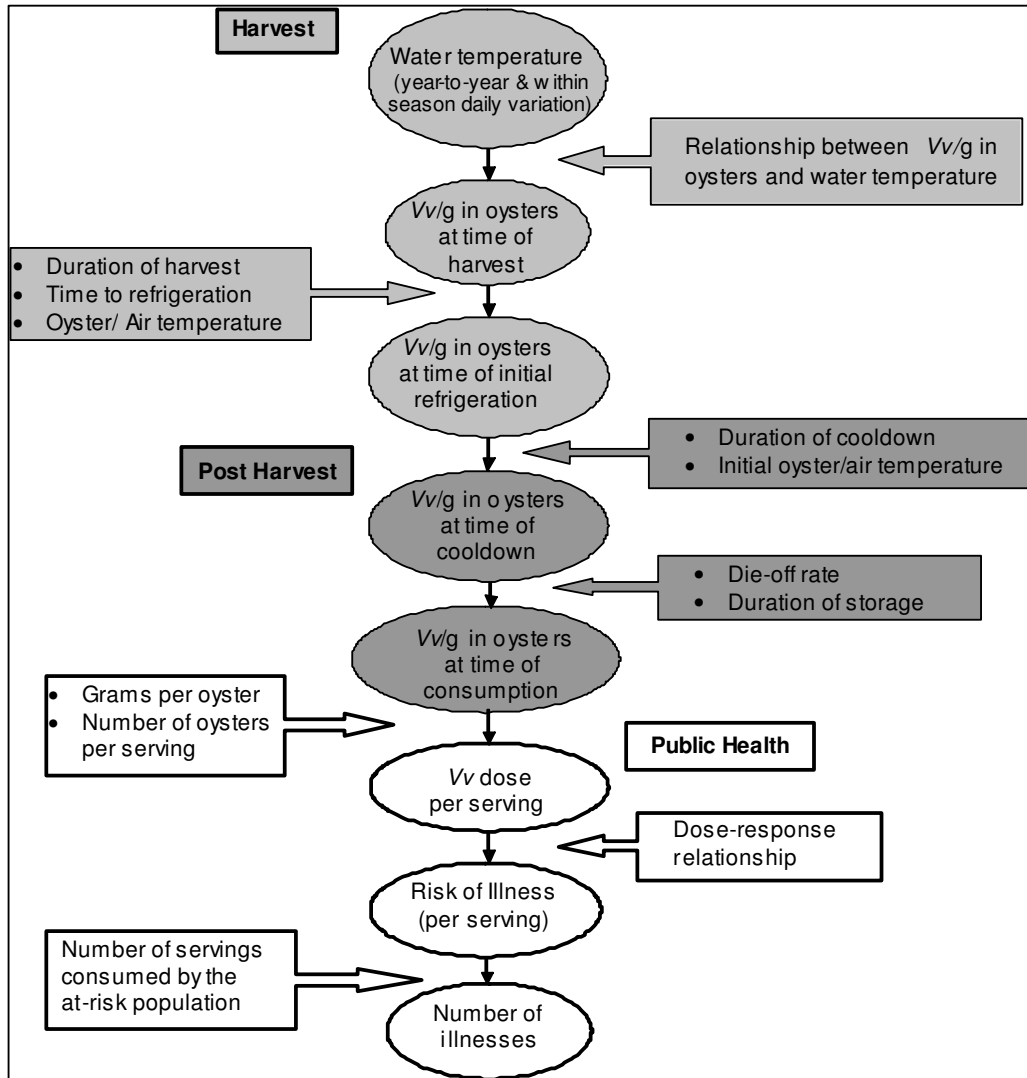 Harvest
Water temperature
(year-to-year & within
season daily variation)
Relationship between Vv/g in
oysters and water temperature
Vv/g in oysters
at time of
harvest
• Duration of harvest
• Time to refrigeration
• Oyster/ Air temperature
Vv/g in oysters
at time of initial
refrigeration
• Duration of cooldown
• Initial oyster/air temperature
Post Harvest
Vv/g in oysters
at time of
cooldown
• Die-off rate
• Duration of storage
Vv/g in oysters
at time of
consumption
• Grams per oyster
• Number of oysters
per serving
Public Health
Vv dose
per serving
Dose-response
relationship
Risk of Illness
(per serving)
Number of servings
consumed by the
at-risk population
Number of
illnesses